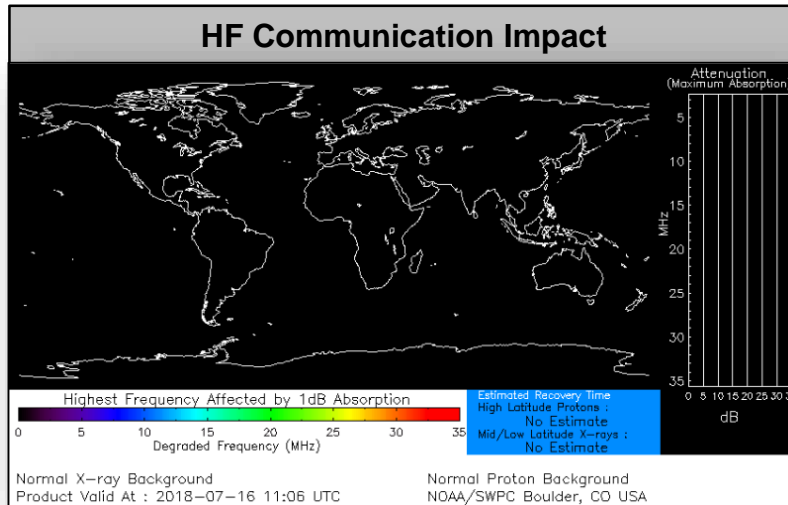 HF Communication Impact
Attenuation
(Maximum Absorption)
5
10
15
20
25
30
35
MHz
0 5 10 15 20 25 30
dB
Highest Frequency Affected by 1dB Absorption
0 5 10 15 20 25 30 35
Degraded Frequency (MHz)
Estimated Recovery Time
High Latitude Protons :
No Estimate
Mid/Low Latitude X-rays :
No Estimate
Normal X-ray Background
Product Valid At : 2018-07-16 11:06 UTC
Normal Proton Background
NOAA/SWPC Boulder, CO USA